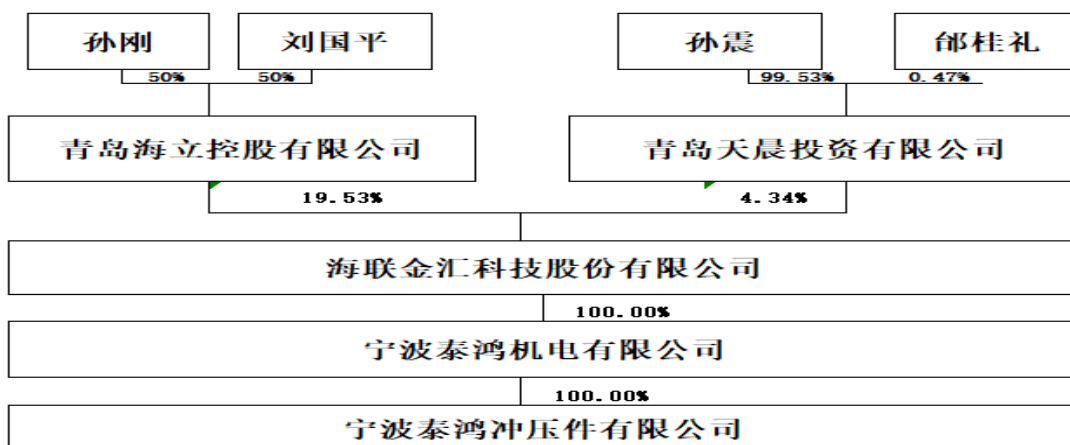 孙刚 刘国平 孙震 邰桂礼
50% 50% 99.53% 0.47%
青岛海立控股有限公司 青岛天晨投资有限公司
19.53% 4.34%
海联金汇科技股份有限公司
100.00%
宁波泰鸿机电有限公司
100.00%
宁波泰鸿冲压件有限公司